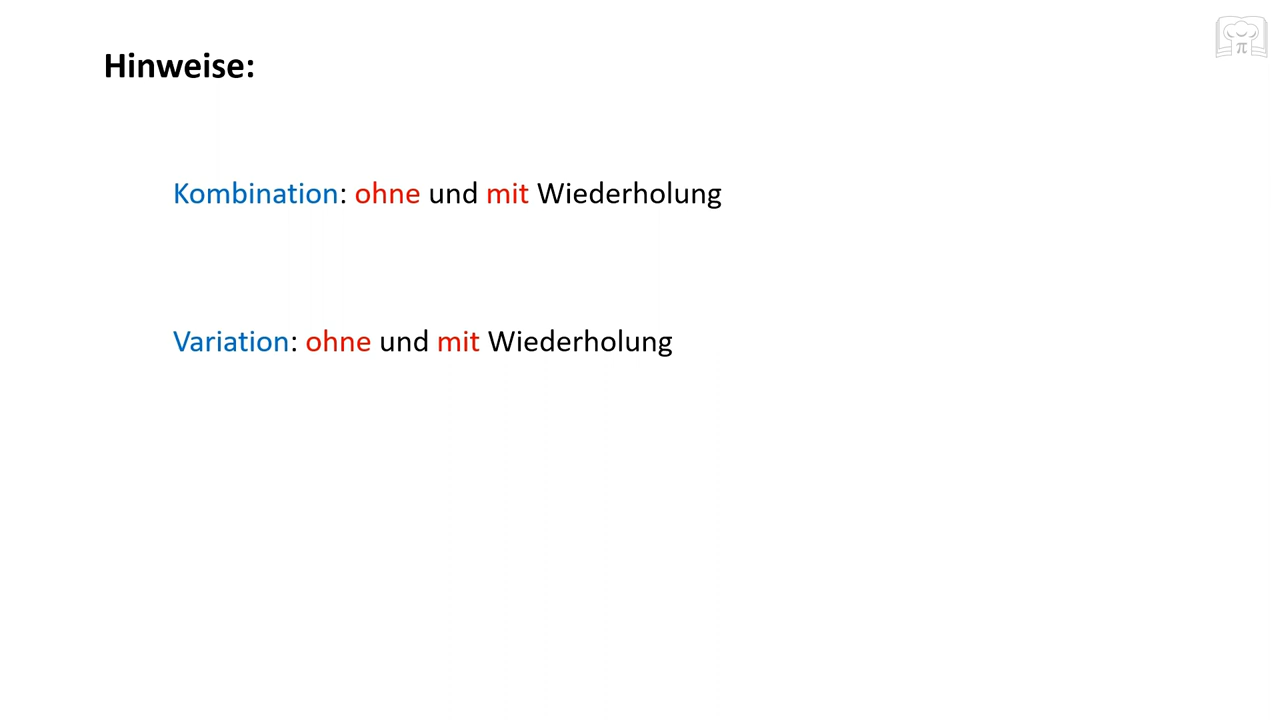 Hinweise:
Kombination: ohne und mit Wiederholung
Variation: ohne und mit Wiederholung
π